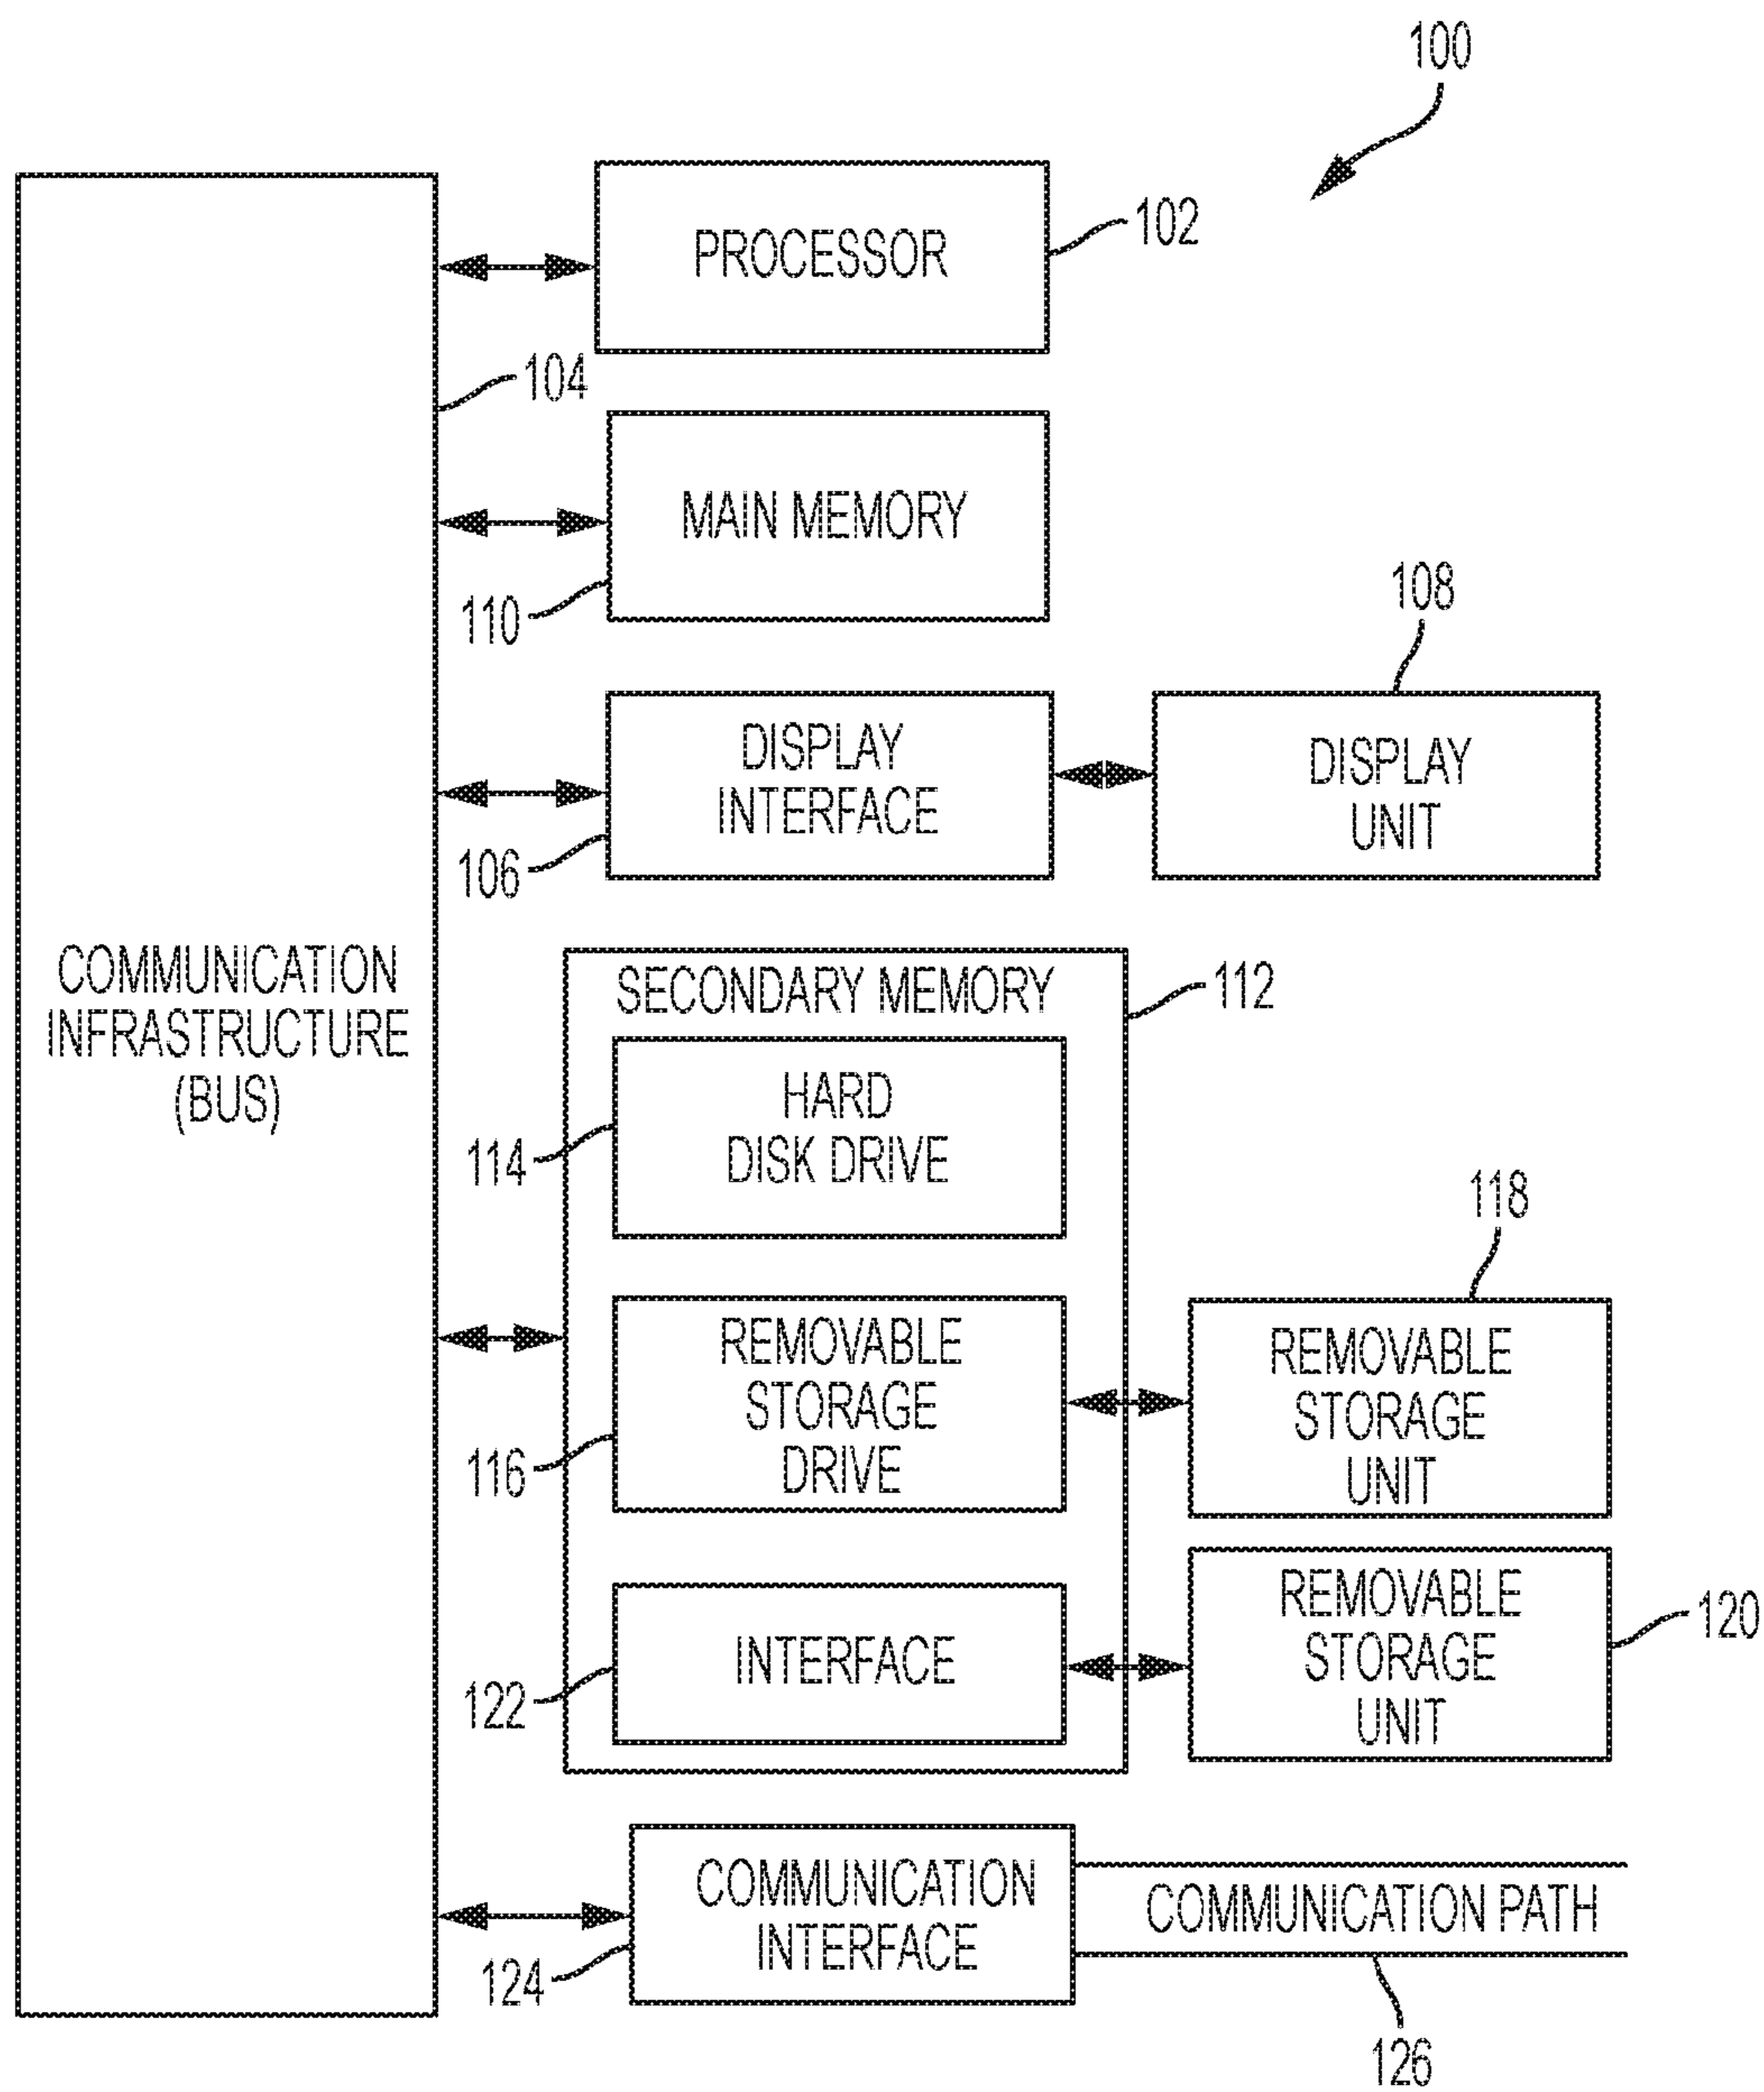 100
PROCESSOR
102
104
MAIN MEMORY
110
108
DISPLAY
INTERFACE
106
DISPLAY
UNIT
COMMUNICATION
INFRASTRUCTURE
(BUS)
SECONDARY MEMORY
112
HARD
DISK DRIVE
114
118
REMOVABLE
STORAGE
DRIVE
116
REMOVABLE
STORAGE
UNIT
INTERFACE
122
REMOVABLE
STORAGE
UNIT
120
COMMUNICATION
INTERFACE
124
COMMUNICATION PATH
126